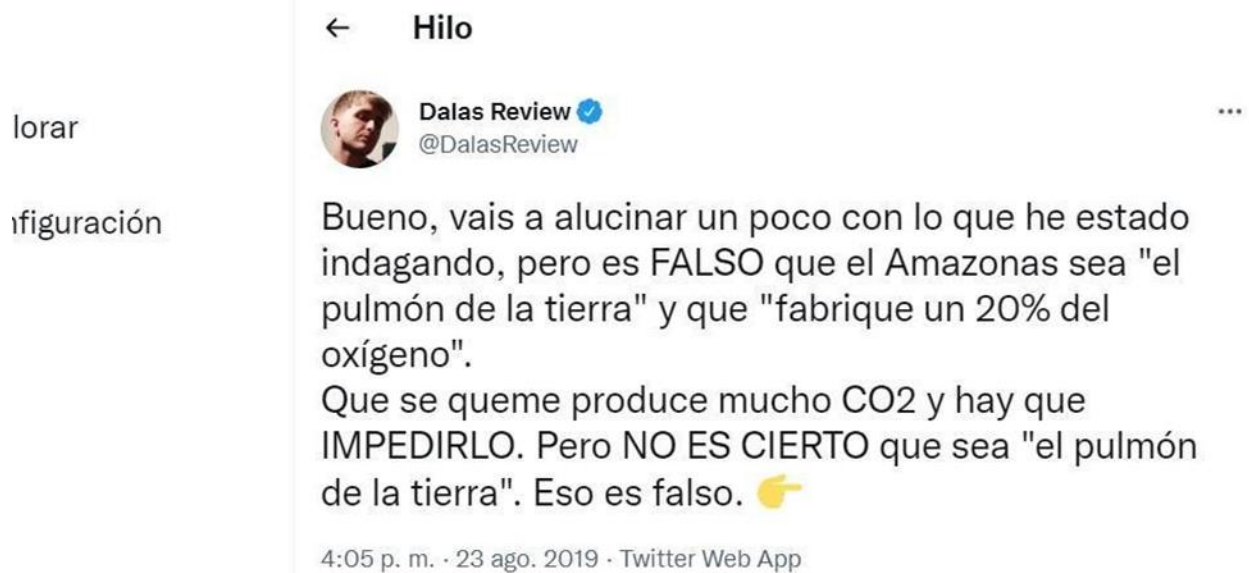 ← Hilo
lorar
Dalas Review
@DalasReview
nfiguración
Bueno, vais a alucinar un poco con lo que he estado
indagando, pero es FALSO que el Amazonas sea "el
pulmón de la tierra" y que "fabrique un 20% del
oxígeno".
Que se queme produce mucho CO2 y hay que
IMPEDIRLO. Pero NO ES CIERTO que sea "el pulmón
de la tierra". Eso es falso. 👉
4:05 p. m. · 23 ago. 2019 · Twitter Web App